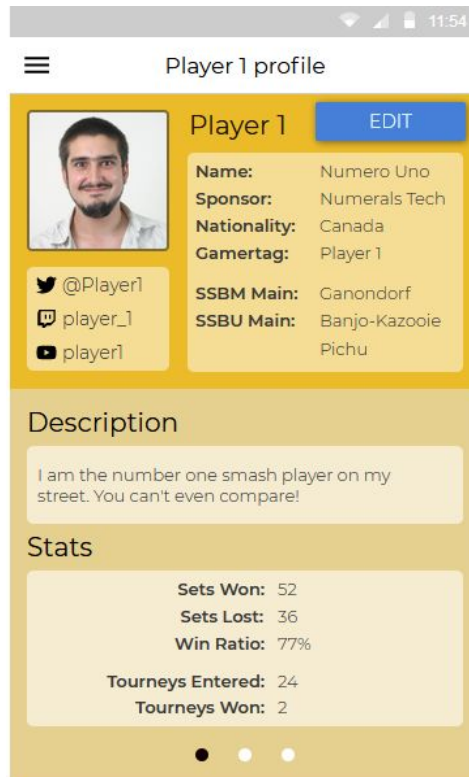 11:54
Player 1 profile
Player 1
EDIT
Name: Numero Uno
Sponsor: Numerals Tech
Nationality: Canada
Gamertag: Player 1
SSBM Main: Ganondorf
SSBU Main: Banjo-Kazooie
Pichu
@Player1
player_1
player1
Description
I am the number one smash player on my
street. You can't even compare!
Stats
Sets Won: 52
Sets Lost: 36
Win Ratio: 77%
Tourneys Entered: 24
Tourneys Won: 2